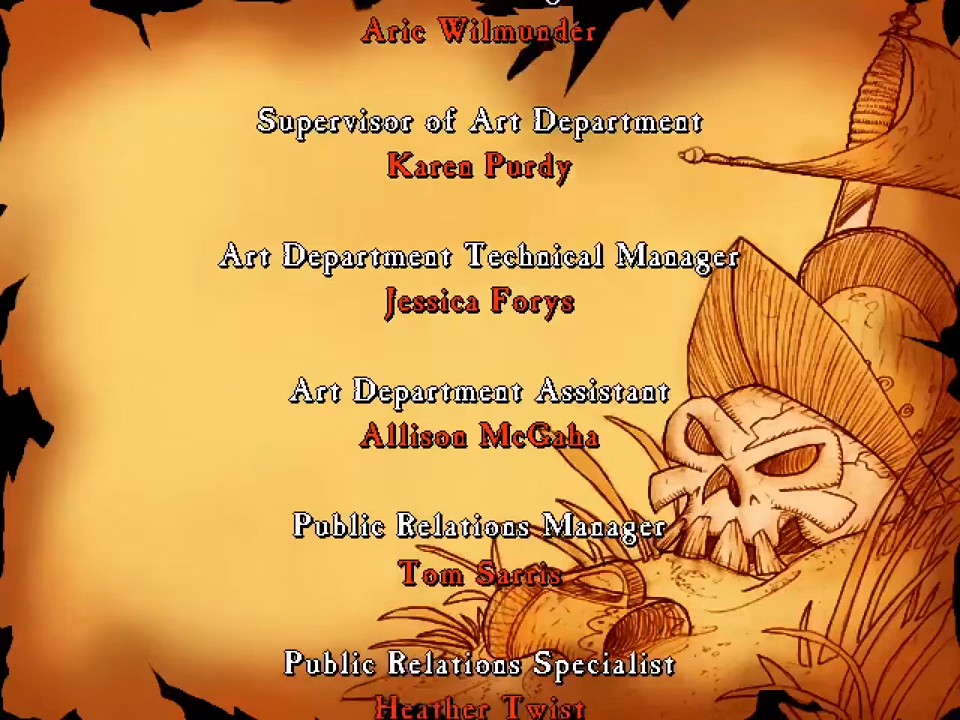 Aric Wilmunder
Supervisor of Art Department
Karen Purdy
Art Department Technical Manager
Jessica Forys
Art Department Assistant
Allison McGaha
Public Relations Manager
Tom Sarris
Public Relations Specialist
Heather Twist